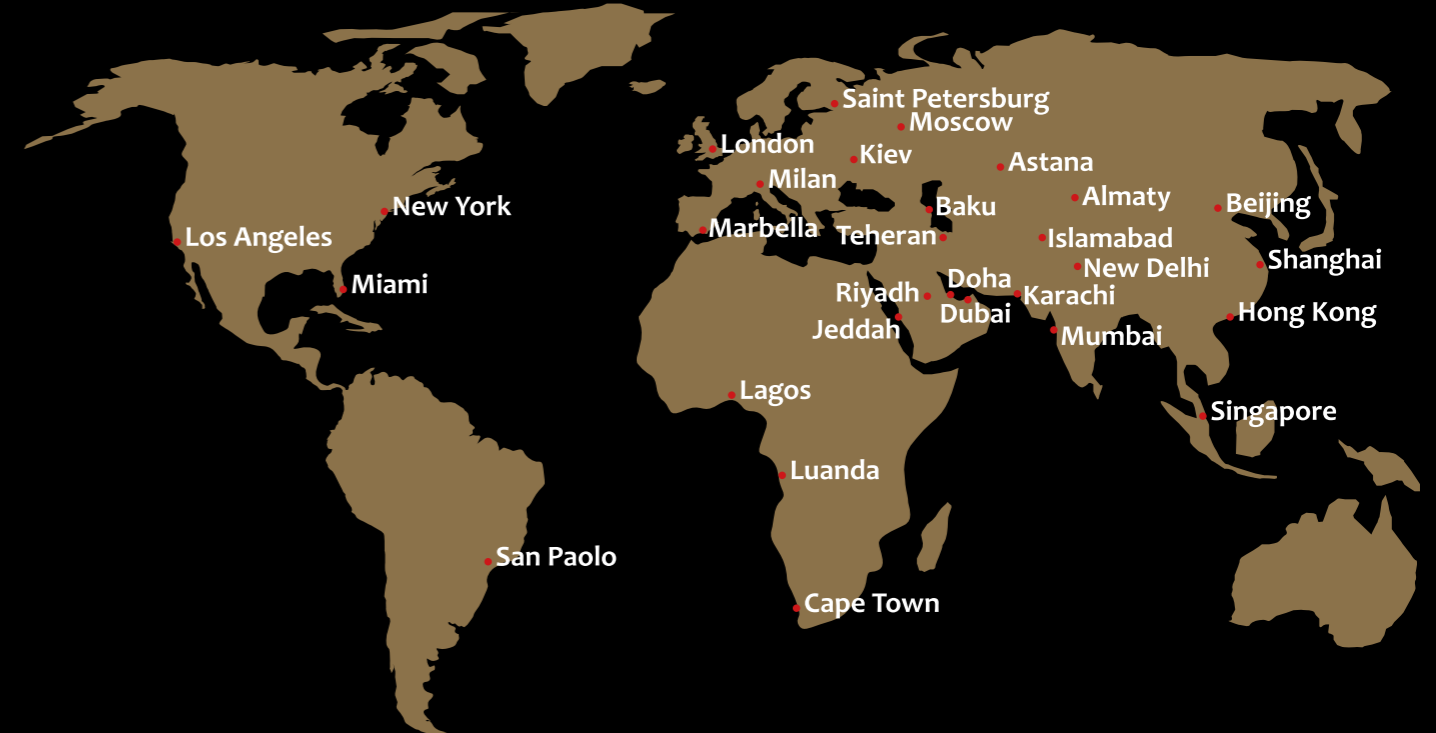 Saint Petersburg
Moscow
London
Kiev
Astana
Milan
Almaty
New York
Baku
Beijing
Marbella
Los Angeles
Teheran
Islamabad
Shanghai
New Delhi
Doha
Miami
Riyadh
Karachi
Dubai
Hong Kong
Jeddah
Mumbai
Lagos
Singapore
Luanda
San Paolo
Cape Town